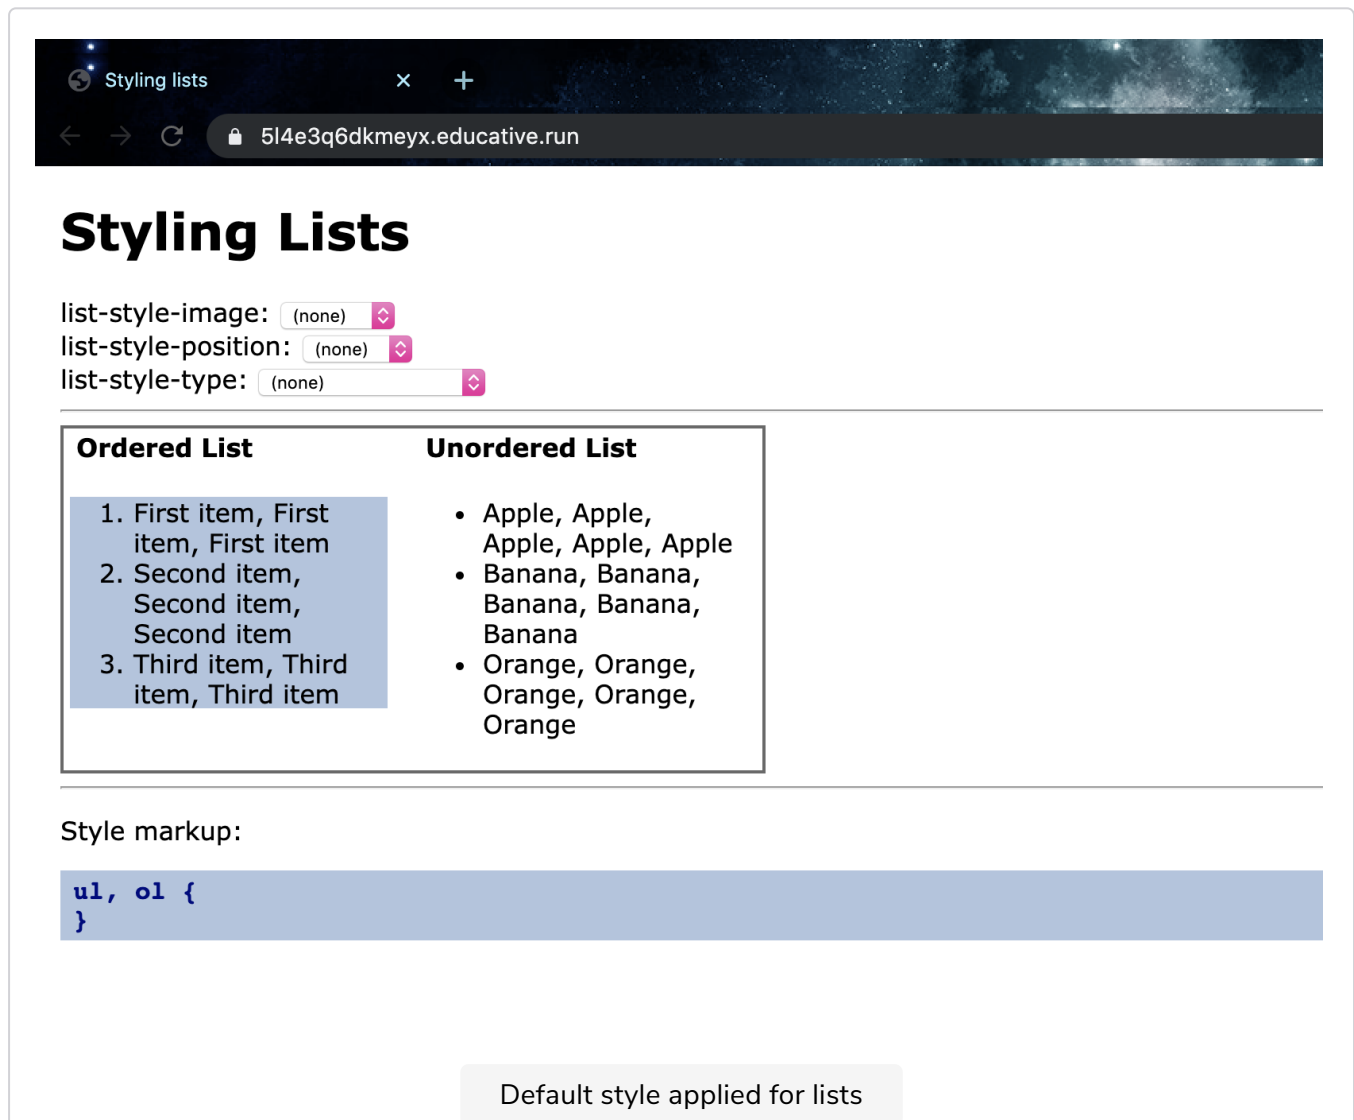 Styling lists
5l4e3q6dkmeyx.educative.run
Styling Lists
list-style-image: (none)
list-style-position: (none)
list-style-type: (none)
Ordered List
1. First item, First
item, First item
2. Second item,
Second item,
Second item
3. Third item, Third
item, Third item
Unordered List
• Apple, Apple,
Apple, Apple, Apple
• Banana, Banana,
Banana, Banana,
Banana
• Orange, Orange,
Orange, Orange,
Orange
Style markup:
ul, ol {
}
Default style applied for lists